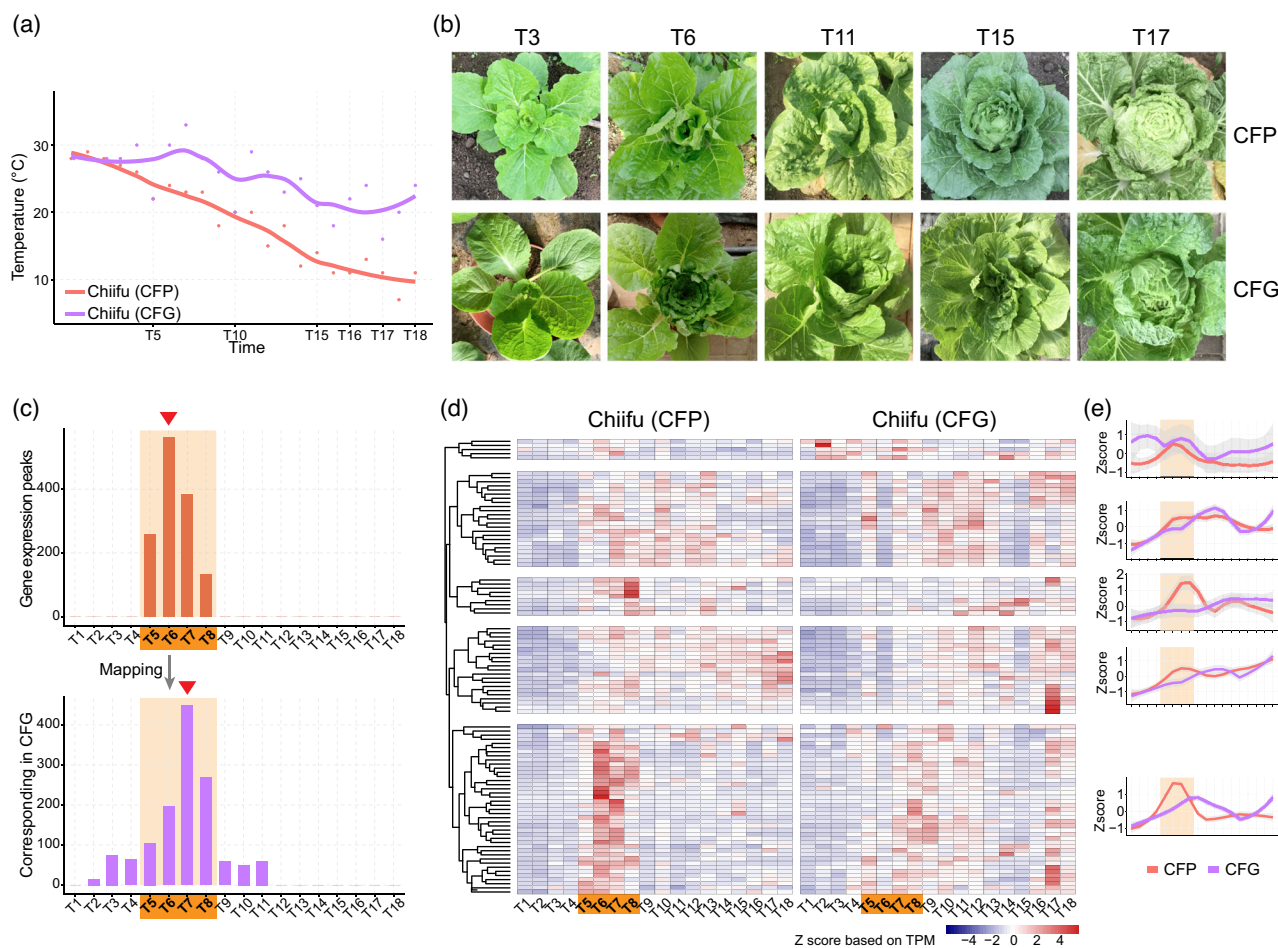 (a)
30
20
10
Temperature (°C)
Chiifu (CFP)
Chiifu (CFG)
T5 T10 T15 T16 T17 T18
Time
(b)
T3 T6 T11 T15 T17
CFP
CFG
(c)
Gene expression peaks
400
200
0
T1 T2 T3 T4 T5 T6 T7 T8 T9 T10 T11 T12 T13 T14 T15 T16 T17 T18
Mapping
Corresponding in CFG
400
300
200
100
0
T1 T2 T3 T4 T5 T6 T7 T8 T9 T10 T11 T12 T13 T14 T15 T16 T17 T18
(d)
Chiifu (CFP) Chiifu (CFG)
T1 T2 T3 T4 T5 T6 T7 T8 T9 T10 T11 T12 T13 T14 T15 T16 T17 T18 T1 T2 T3 T4 T5 T6 T7 T8 T9 T10 T11 T12 T13 T14 T15 T16 T17 T18
Z score based on TPM −4 −2 0 2 4
(e)
Zscore
1
0
−1
Zscore
1
0
−1
Zscore
2
1
0
−1
Zscore
1
0
−1
Zscore
1
0
−1
CFP CFG